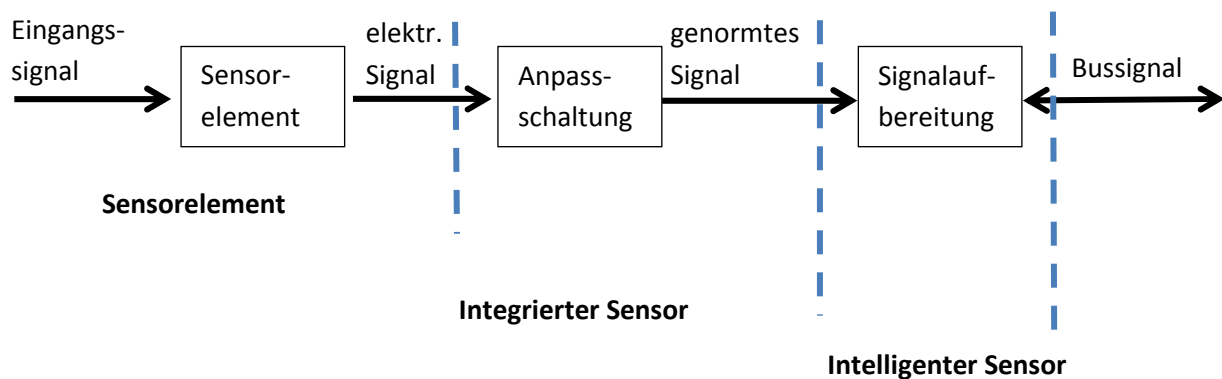 Eingangs-
signal
Sensor-
element
elektr.
Signal
Anpass-
schaltung
genormtes
Signal
Signalauf-
bereitung
Bussignal
Sensorelement
Integrierter Sensor
Intelligenter Sensor